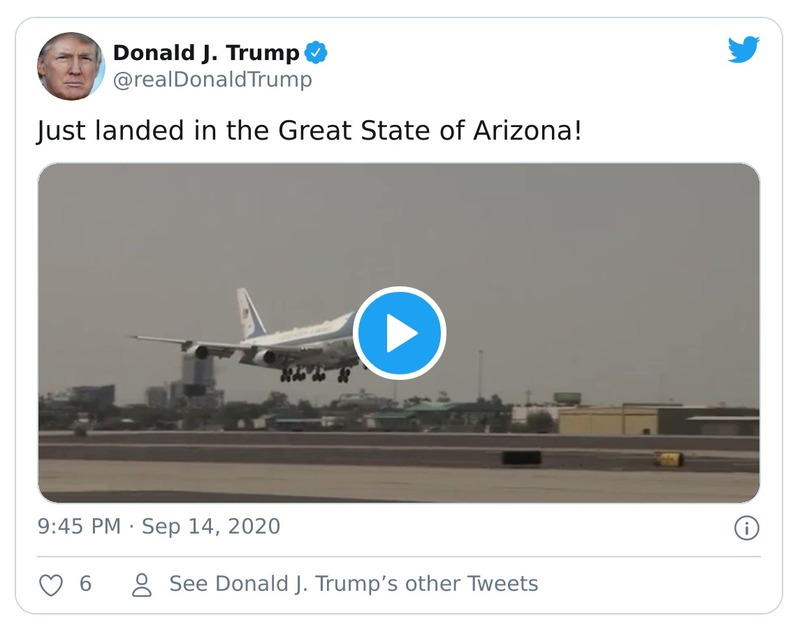 Donald J. Trump
@realDonaldTrump
Just landed in the Great State of Arizona!
9:45 PM · Sep 14, 2020
6
See Donald J. Trump’s other Tweets